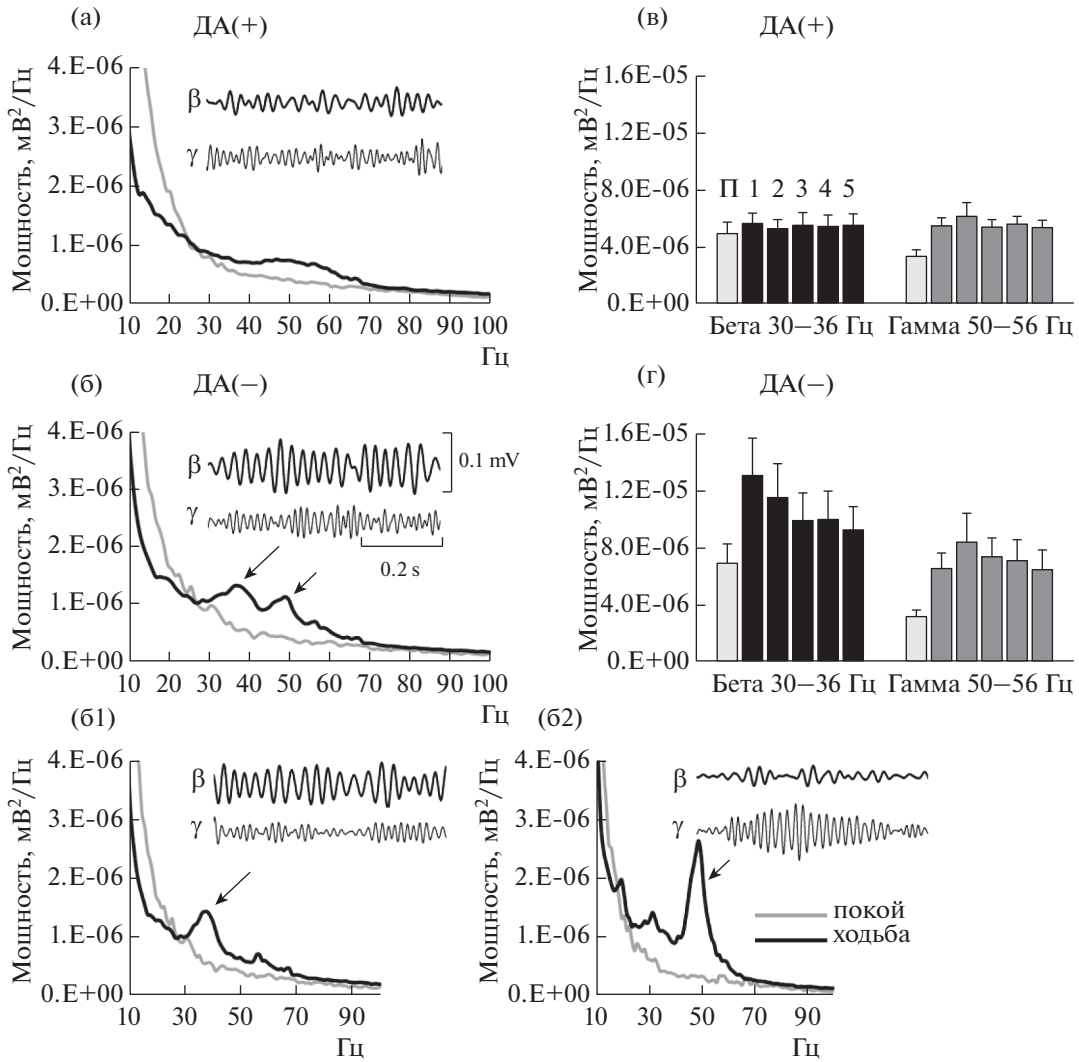 (а)
ДА(+)
Мощность, мВ²/Гц
4.E-06
3.E-06
2.E-06
1.E-06
0.E+00
β
γ
10 20 30 40 50 60 70 80 90 100
Гц
(в)
ДА(+)
Мощность, мВ²/Гц
1.6E-05
1.2E-05
8.0E-06
4.0E-06
0.E+00
П 1 2 3 4 5
Бета 30–36 Гц Гамма 50–56 Гц
(б)
ДА(–)
Мощность, мВ²/Гц
4.E-06
3.E-06
2.E-06
1.E-06
0.E+00
β
0.1 mV
γ
0.2 s
10 20 30 40 50 60 70 80 90 100
Гц
(г)
ДА(–)
Мощность, мВ²/Гц
1.6E-05
1.2E-05
8.0E-06
4.0E-06
0.E+00
Бета 30–36 Гц Гамма 50–56 Гц
(б1)
Мощность, мВ²/Гц
4.E-06
3.E-06
2.E-06
1.E-06
0.E+00
β
γ
10 30 50 70 90
Гц
(б2)
Мощность, мВ²/Гц
4.E-06
3.E-06
2.E-06
1.E-06
0.E+00
β
γ
покой
ходьба
10 30 50 70 90
Гц